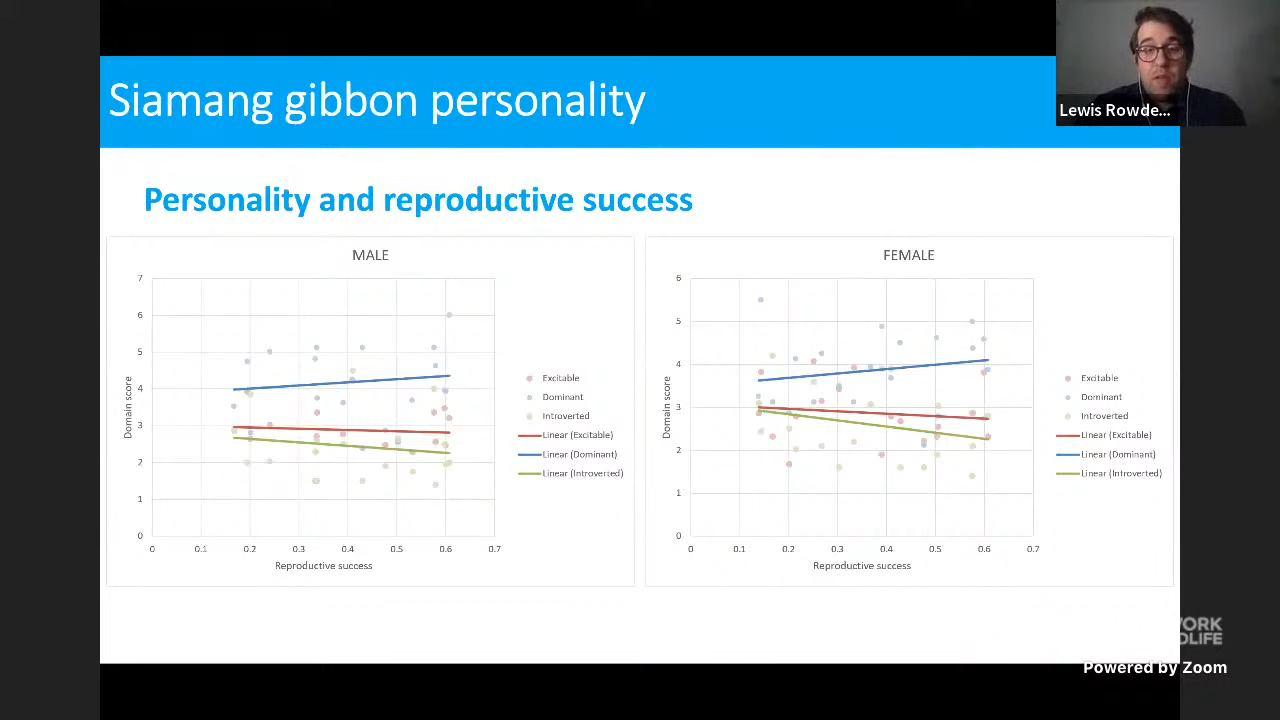 Siamang gibbon personality
Lewis Rowde...
Personality and reproductive success
MALE
7
6
5
4
3
2
1
0
Domain score
0 0.1 0.2 0.3 0.4 0.5 0.6 0.7
Reproductive success
Excitable
Dominant
Introverted
Linear (Excitable)
Linear (Dominant)
Linear (Introverted)
FEMALE
6
5
4
3
2
1
0
Domain score
0 0.1 0.2 0.3 0.4 0.5 0.6 0.7
Reproductive success
Excitable
Dominant
Introverted
Linear (Excitable)
Linear (Dominant)
Linear (Introverted)
Powered by Zoom